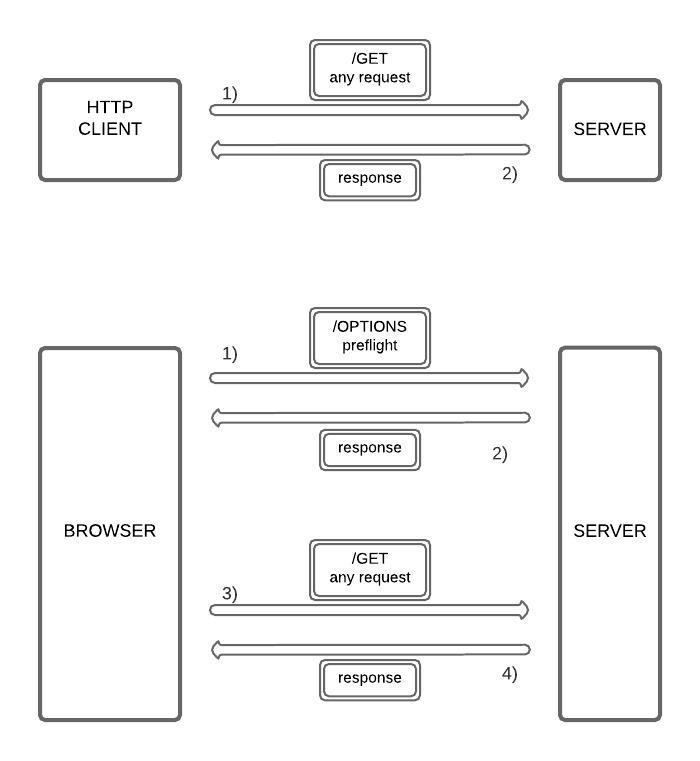 /GET
any request
1)
HTTP
CLIENT
SERVER
response
2)
/OPTIONS
preflight
1)
response
2)
BROWSER
SERVER
/GET
any request
3)
response
4)